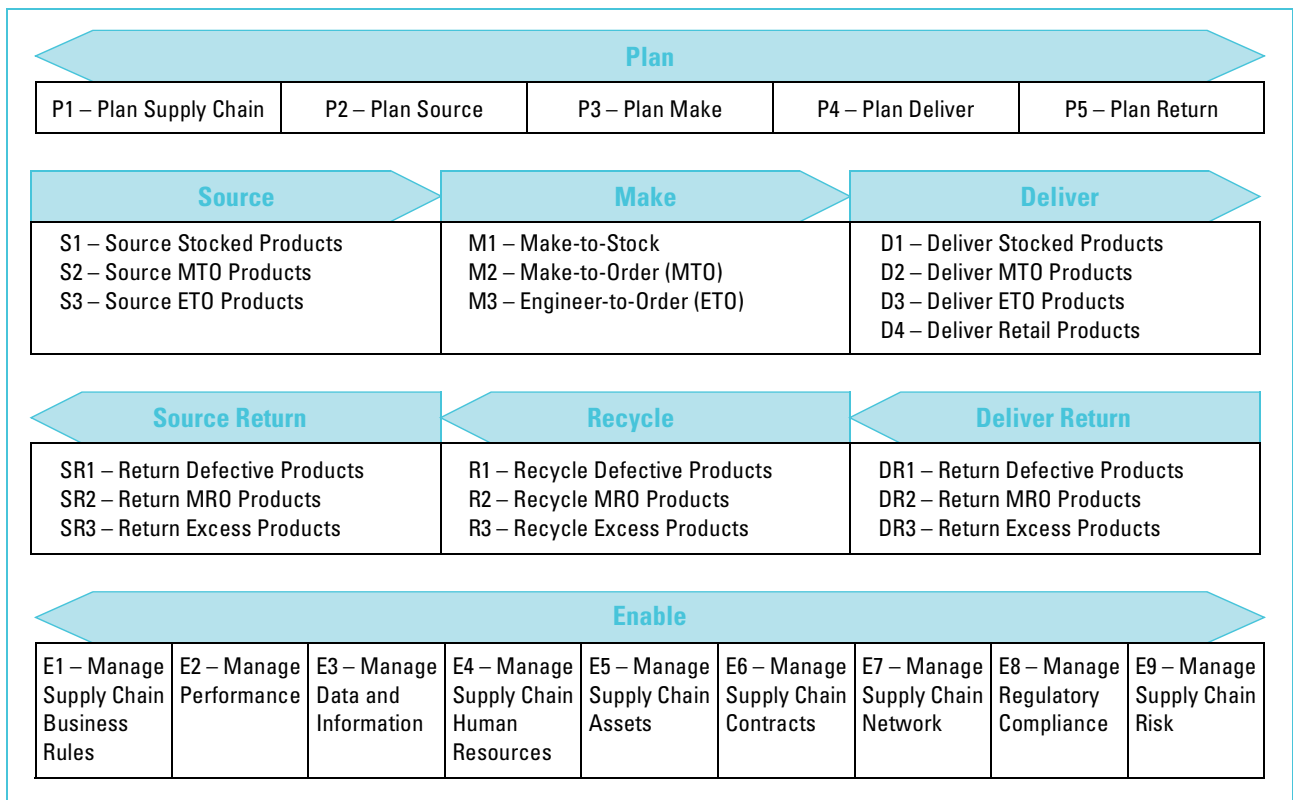 Plan
P1 – Plan Supply Chain
P2 – Plan Source
P3 – Plan Make
P4 – Plan Deliver
P5 – Plan Return
Source
S1 – Source Stocked Products
S2 – Source MTO Products
S3 – Source ETO Products
Make
M1 – Make-to-Stock
M2 – Make-to-Order (MTO)
M3 – Engineer-to-Order (ETO)
Deliver
D1 – Deliver Stocked Products
D2 – Deliver MTO Products
D3 – Deliver ETO Products
D4 – Deliver Retail Products
Source Return
SR1 – Return Defective Products
SR2 – Return MRO Products
SR3 – Return Excess Products
Recycle
R1 – Recycle Defective Products
R2 – Recycle MRO Products
R3 – Recycle Excess Products
Deliver Return
DR1 – Return Defective Products
DR2 – Return MRO Products
DR3 – Return Excess Products
Enable
E1 – Manage
Supply Chain
Business
Rules
E2 – Manage
Performance
E3 – Manage
Data and
Information
E4 – Manage
Supply Chain
Human
Resources
E5 – Manage
Supply Chain
Assets
E6 – Manage
Supply Chain
Contracts
E7 – Manage
Supply Chain
Network
E8 – Manage
Regulatory
Compliance
E9 – Manage
Supply Chain
Risk